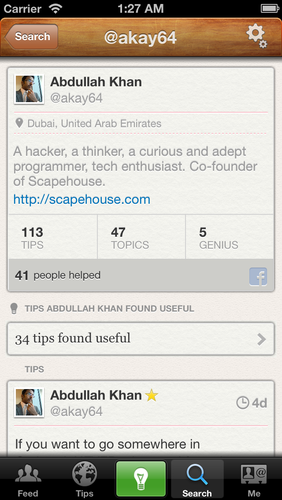 Carrier 1:27 AM
Search @akay64
Abdullah Khan
@akay64
Dubai, United Arab Emirates
A hacker, a thinker, a curious and adept
programmer, tech enthusiast. Co-founder
of Scapehouse.
http://scapehouse.com
113 47 5
TIPS TOPICS GENIUS
41 people helped f
TIPS ABDULLAH KHAN FOUND USEFUL
34 tips found useful
TIPS
Abdullah Khan 4d
@akay64
If you want to go somewhere in
Feed Tips Search Me